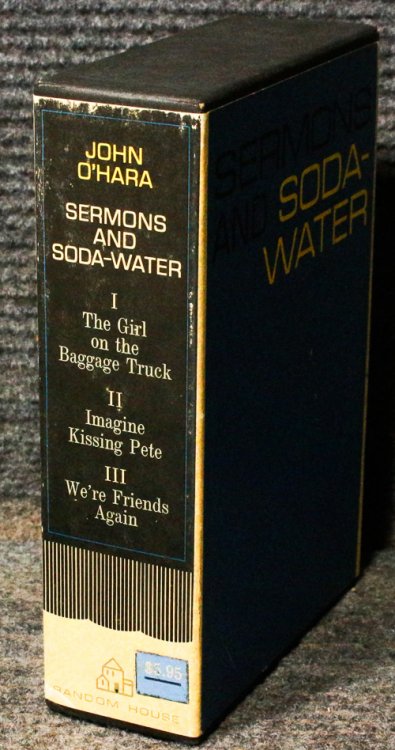 JOHN
O'HARA
SERMONS
AND
SODA-WATER
I
The Girl
on the
Baggage Truck
II
Imagine
Kissing Pete
III
We're Friends
Again
$5.95
RANDOM HOUSE
SERMONS
AND SODA-
WATER